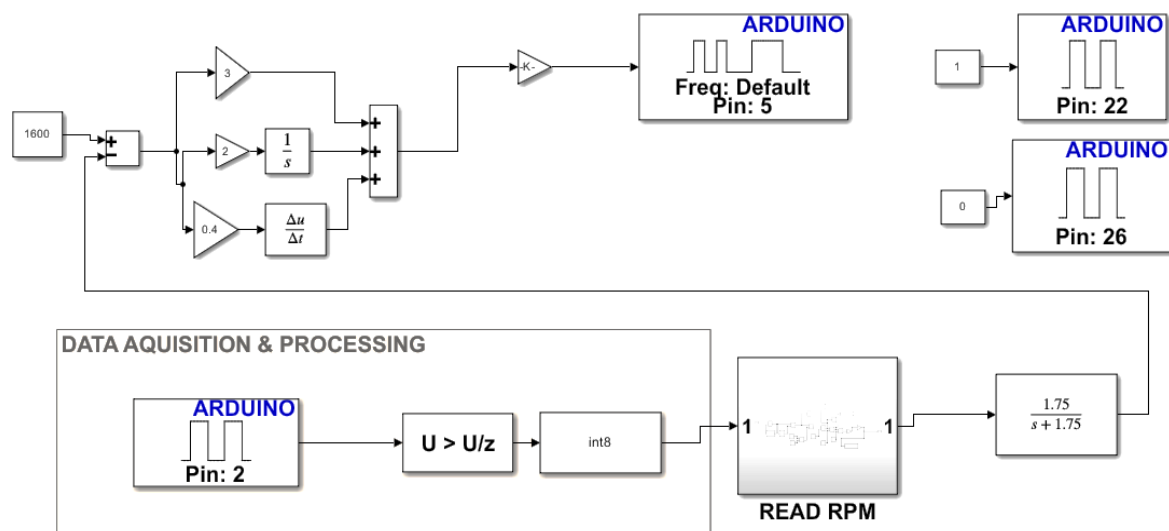 ARDUINO
Freq: Default
Pin: 5
ARDUINO
1
Pin: 22
1600
+
−
3
2
1
s
0.4
Δu
Δt
+
+
+
-K-
ARDUINO
0
Pin: 26
DATA AQUISITION & PROCESSING
ARDUINO
Pin: 2
U > U/z
int8
1
1
READ RPM
1.75
s + 1.75